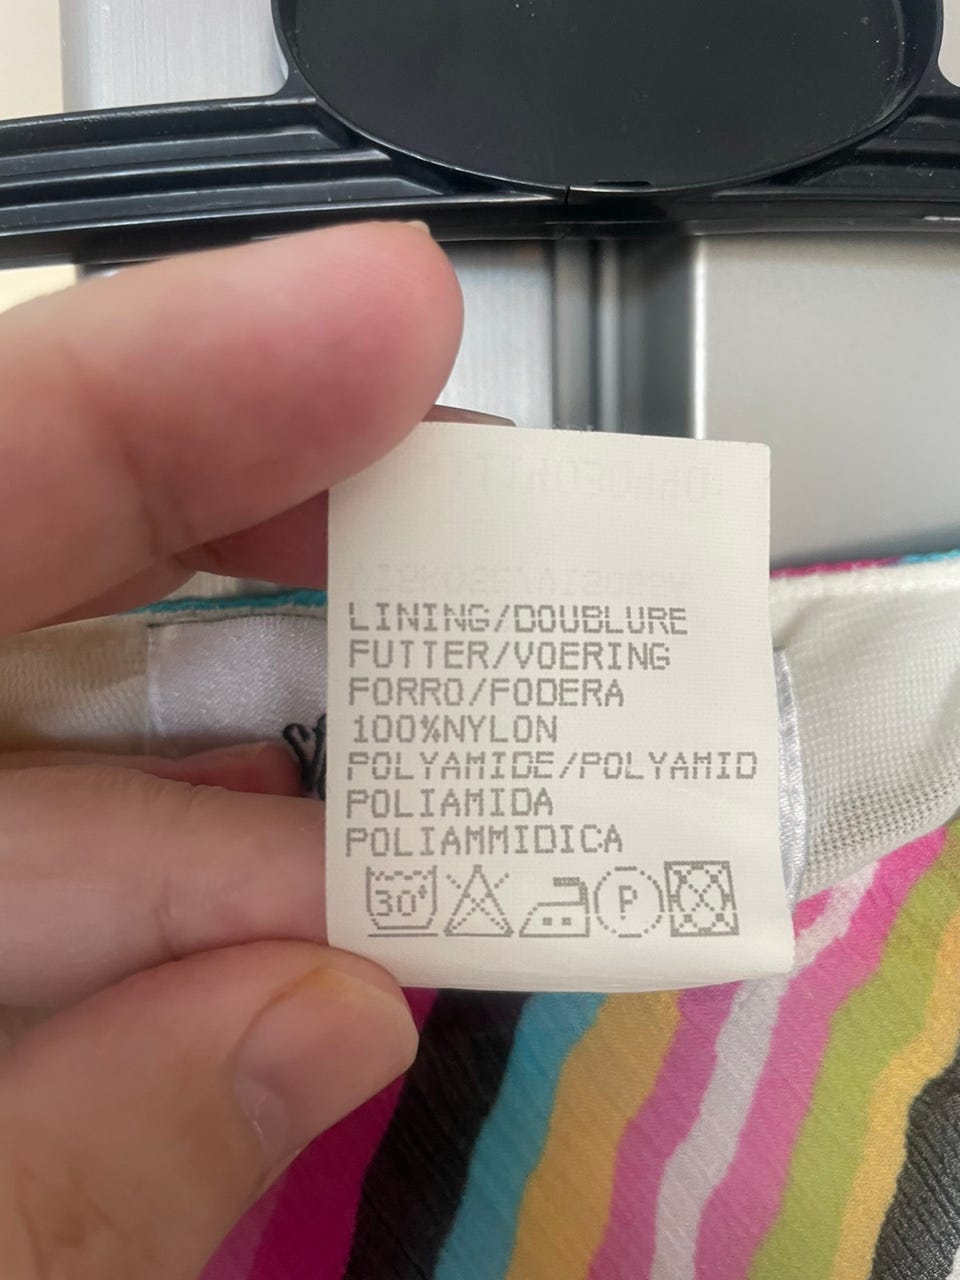 LINING/DOUBLURE
FUTTER/VOERING
FORRO/FODERA
100%NYLON
POLYAMIDE/POLYAMID
POLIAMIDA
POLIAMMIDICA
30° P